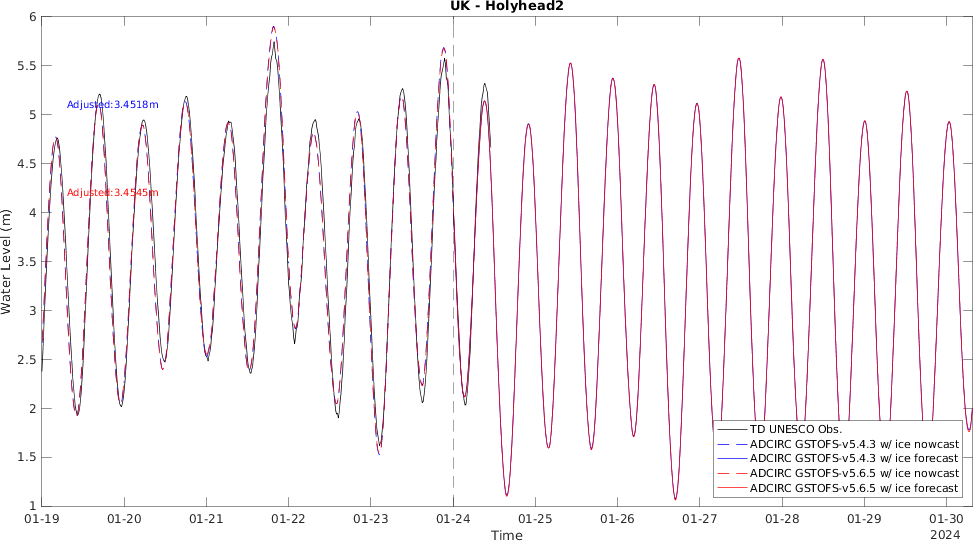 UK - Holyhead2
6
5.5
5
4.5
4
3.5
3
2.5
2
1.5
1
Water Level (m)
Adjusted:3.4518m
Adjusted:3.4545m
TD UNESCO Obs.
ADCIRC GSTOFS-v5.4.3 w/ ice nowcast
ADCIRC GSTOFS-v5.4.3 w/ ice forecast
ADCIRC GSTOFS-v5.6.5 w/ ice nowcast
ADCIRC GSTOFS-v5.6.5 w/ ice forecast
01-19 01-20 01-21 01-22 01-23 01-24 01-25 01-26 01-27 01-28 01-29 01-30
Time
2024